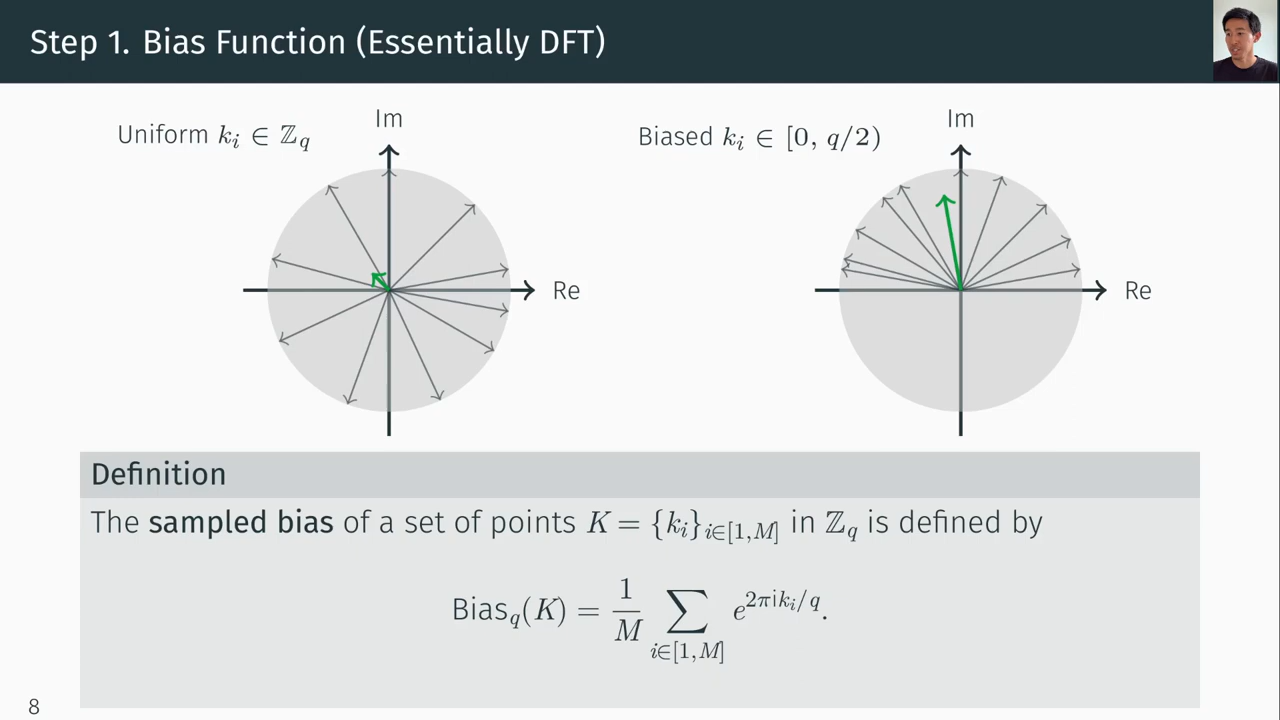 Step 1. Bias Function (Essentially DFT)
Uniform $k_i \in \mathbb{Z}_q$
Im
Re
Biased $k_i \in [0, q/2)$
Im
Re
Definition
The sampled bias of a set of points $K = \{k_i\}_{i \in [1,M]}$ in $\mathbb{Z}_q$ is defined by
$\text{Bias}_q(K) = \frac{1}{M} \sum_{i \in [1,M]} e^{2\pi \mathrm{i} k_i/q}.$
8